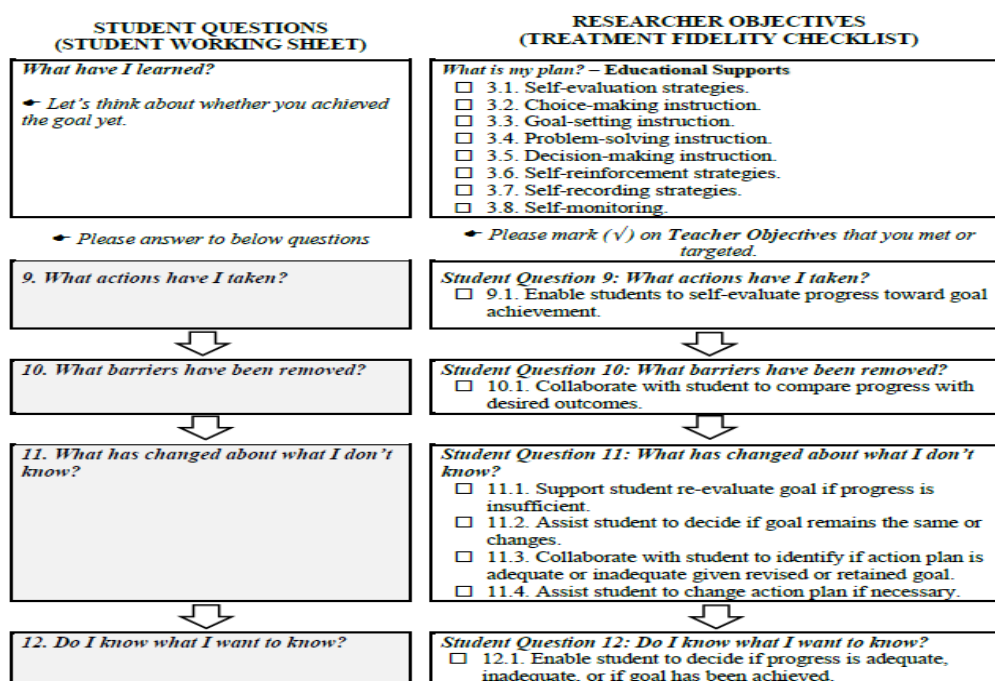 STUDENT QUESTIONS
(STUDENT WORKING SHEET)
What have I learned?
☛ Let's think about whether you achieved
the goal yet.
☛ Please answer to below questions
9. What actions have I taken?
10. What barriers have been removed?
11. What has changed about what I don't
know?
12. Do I know what I want to know?
RESEARCHER OBJECTIVES
(TREATMENT FIDELITY CHECKLIST)
What is my plan? – Educational Supports
☐ 3.1. Self-evaluation strategies.
☐ 3.2. Choice-making instruction.
☐ 3.3. Goal-setting instruction.
☐ 3.4. Problem-solving instruction.
☐ 3.5. Decision-making instruction.
☐ 3.6. Self-reinforcement strategies.
☐ 3.7. Self-recording strategies.
☐ 3.8. Self-monitoring.
☛ Please mark (√) on Teacher Objectives that you met or
targeted.
Student Question 9: What actions have I taken?
☐ 9.1. Enable students to self-evaluate progress toward goal
achievement.
Student Question 10: What barriers have been removed?
☐ 10.1. Collaborate with student to compare progress with
desired outcomes.
Student Question 11: What has changed about what I don't
know?
☐ 11.1. Support student re-evaluate goal if progress is
insufficient.
☐ 11.2. Assist student to decide if goal remains the same or
changes.
☐ 11.3. Collaborate with student to identify if action plan is
adequate or inadequate given revised or retained goal.
☐ 11.4. Assist student to change action plan if necessary.
Student Question 12: Do I know what I want to know?
☐ 12.1. Enable student to decide if progress is adequate,
inadequate, or if goal has been achieved.